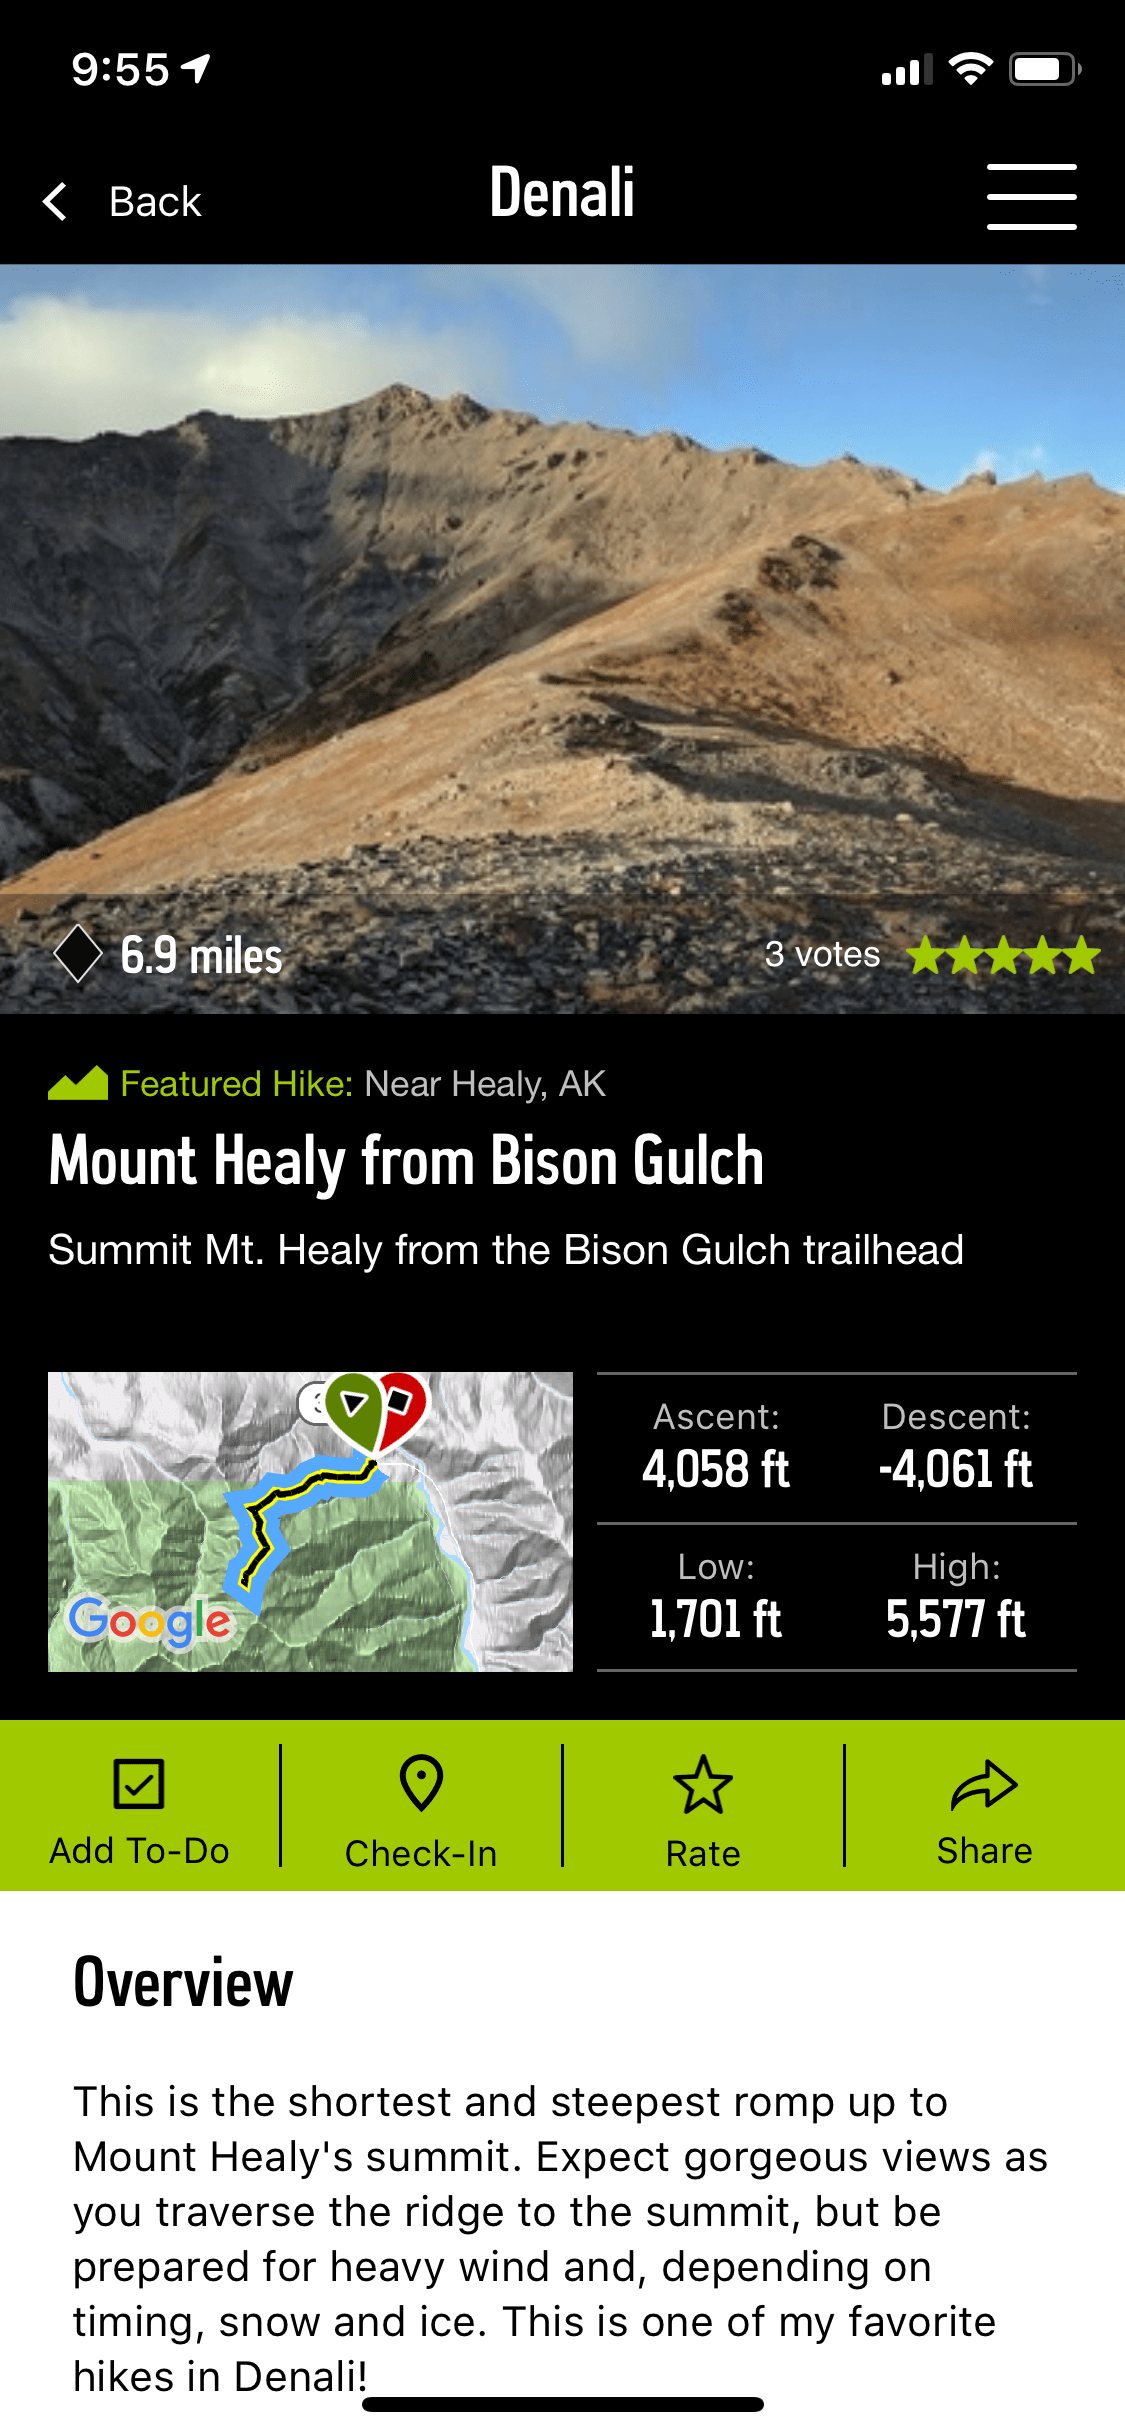 9:55
Back
Denali
6.9 miles
3 votes
Featured Hike: Near Healy, AK
Mount Healy from Bison Gulch
Summit Mt. Healy from the Bison Gulch trailhead
Google
Ascent: Descent:
4,058 ft -4,061 ft
Low: High:
1,701 ft 5,577 ft
Add To-Do
Check-In
Rate
Share
Overview
This is the shortest and steepest romp up to
Mount Healy's summit. Expect gorgeous views as
you traverse the ridge to the summit, but be
prepared for heavy wind and, depending on
timing, snow and ice. This is one of my favorite
hikes in Denali!